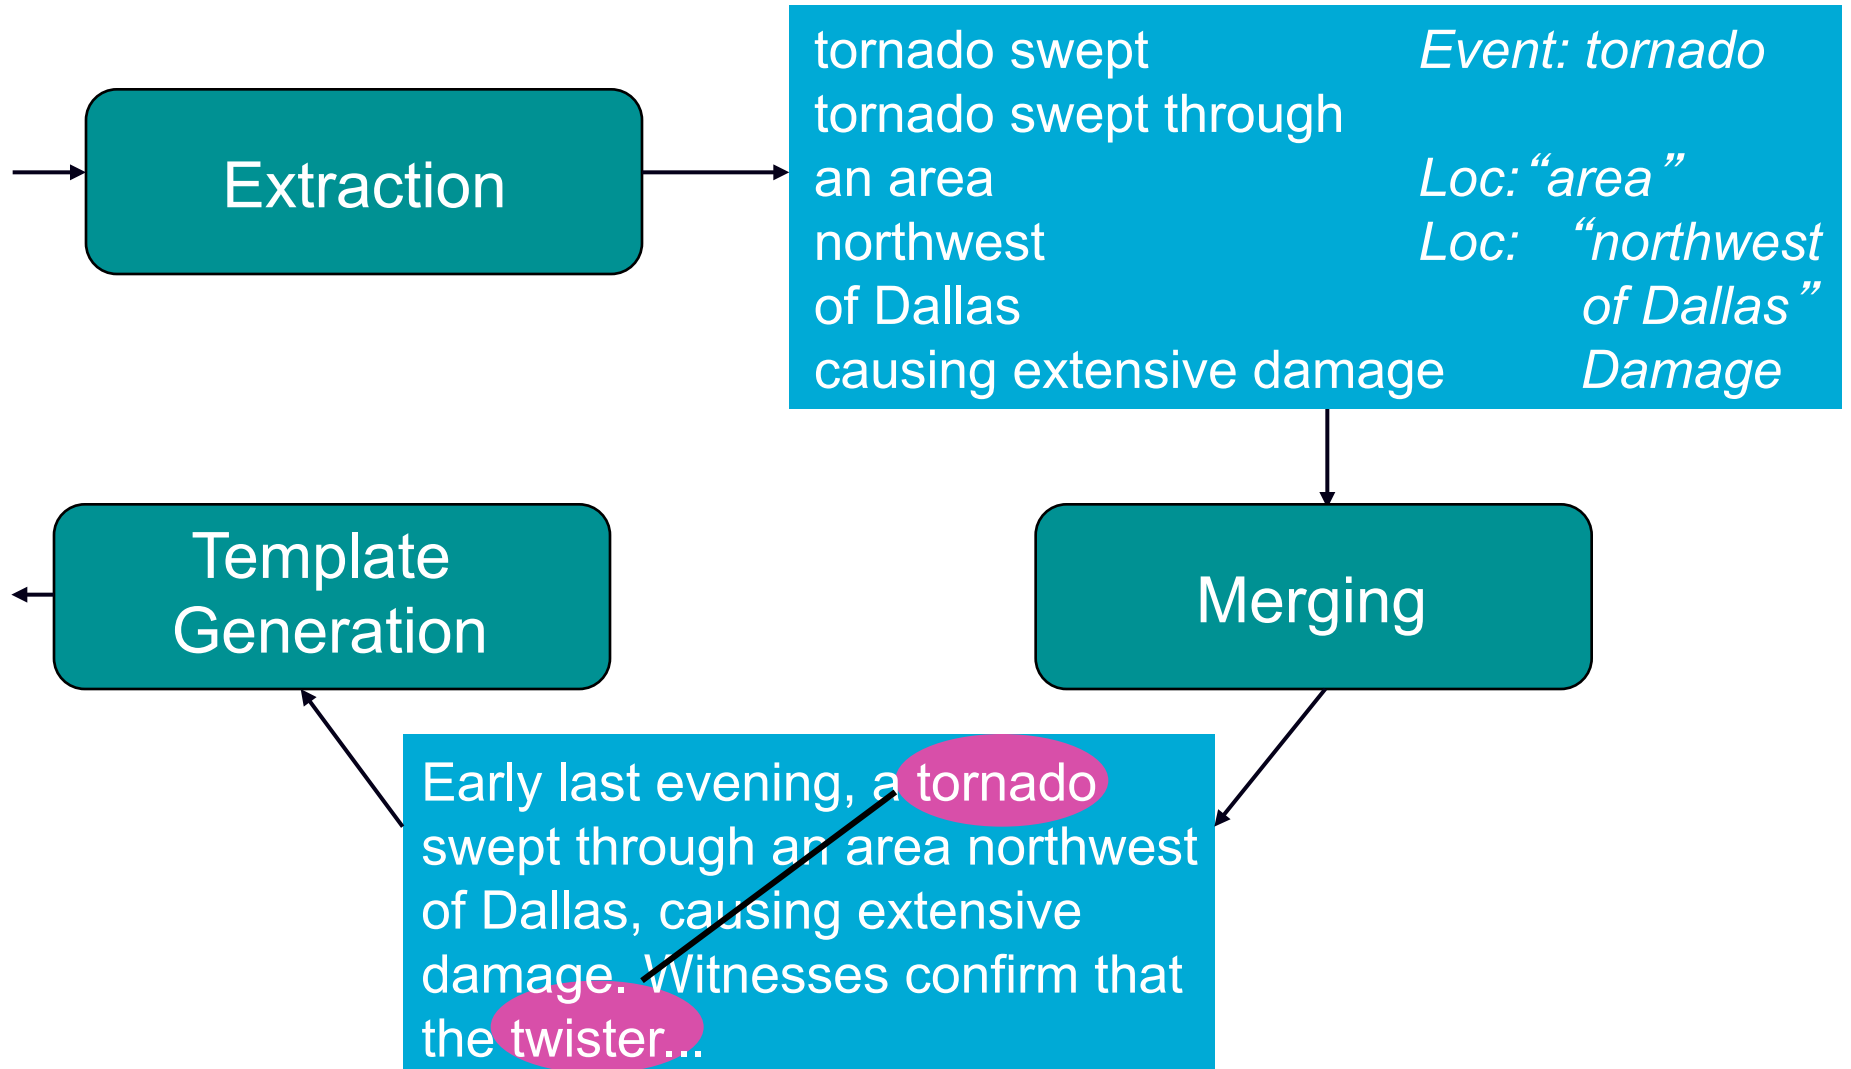 Extraction
tornado swept Event: tornado
tornado swept through
an area Loc: “area”
northwest Loc: “northwest
of Dallas of Dallas”
causing extensive damage Damage
Template
Generation
Merging
Early last evening, a tornado
swept through an area northwest
of Dallas, causing extensive
damage. Witnesses confirm that
the twister...